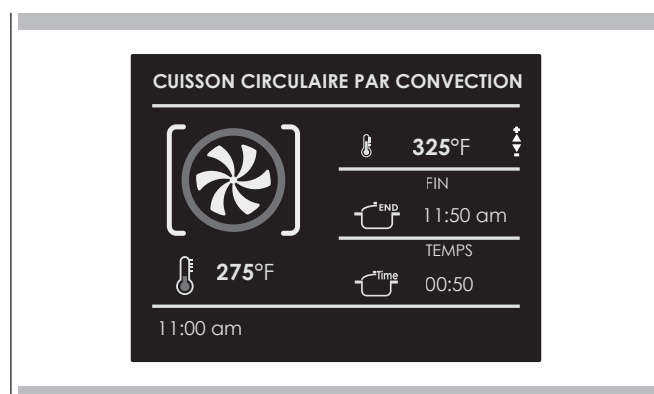 CUISSON CIRCULAIRE PAR CONVECTION
325°F
FIN
END
11:50 am
TEMPS
Time
00:50
275°F
11:00 am